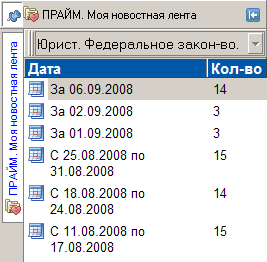 ПРАЙМ. Моя новостная лента
ПРАЙМ. Моя новостная лента
Юрист. Федеральное закон-во.
Дата Кол-во
За 06.09.2008 14
За 02.09.2008 3
За 01.09.2008 3
С 25.08.2008 по 15
31.08.2008
С 18.08.2008 по 14
24.08.2008
С 11.08.2008 по 15
17.08.2008